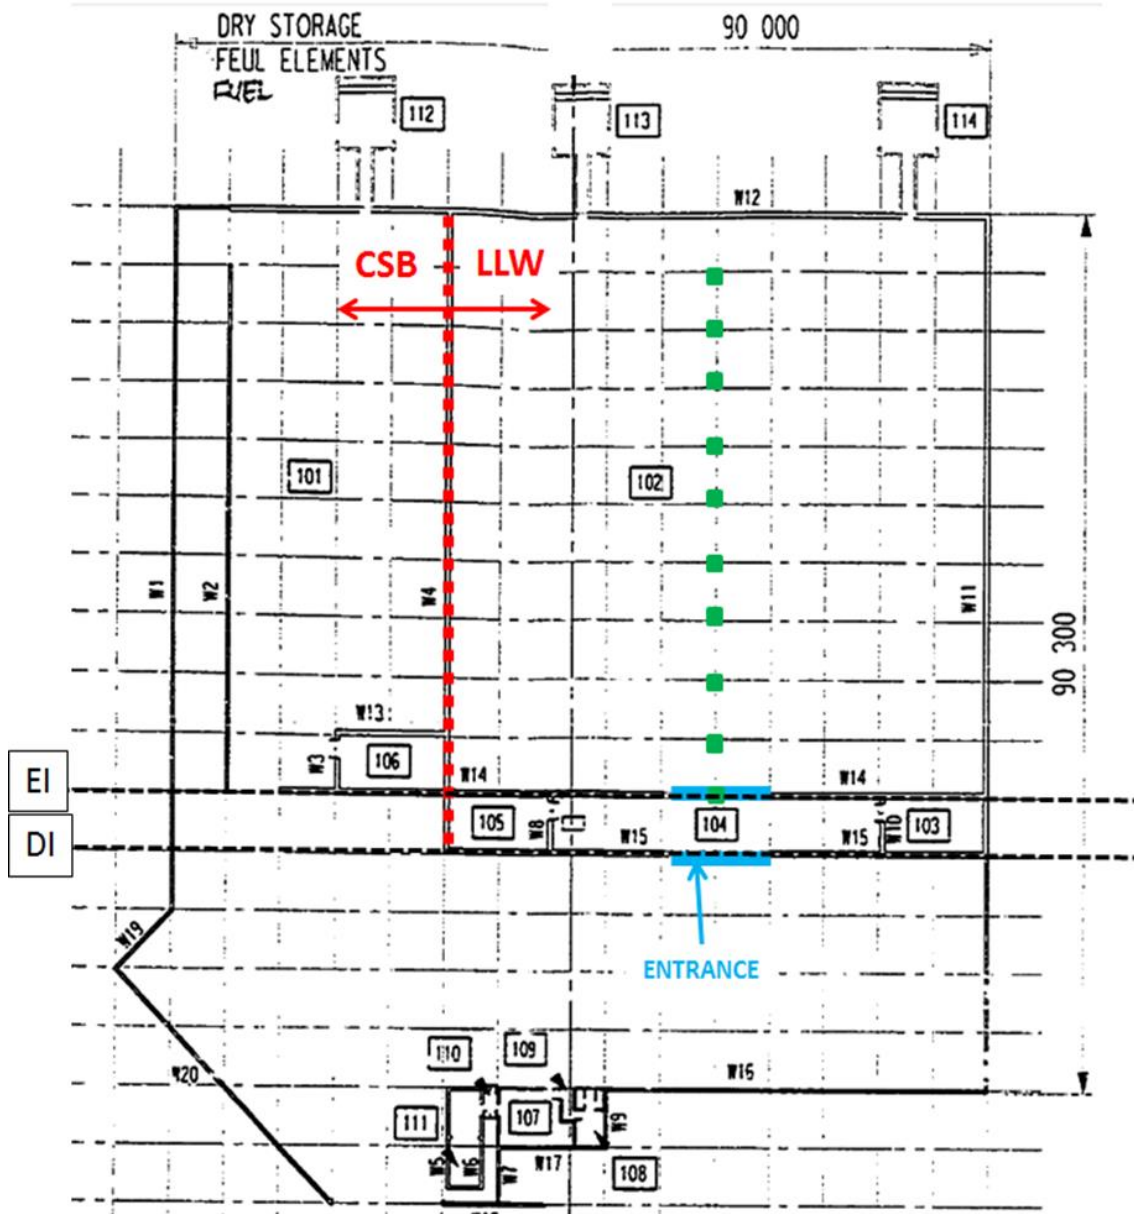 DRY STORAGE
FEUL ELEMENTS
FUEL
90 000
112
113
114
W12
CSB
LLW
101
102
W1
W2
W4
W11
90 300
W13
W3
106
W14
W14
EI
105
W8
104
W10
103
W15
W15
DI
W19
ENTRANCE
W20
110
109
W16
111
107
W9
W5
W6
W7
W17
108